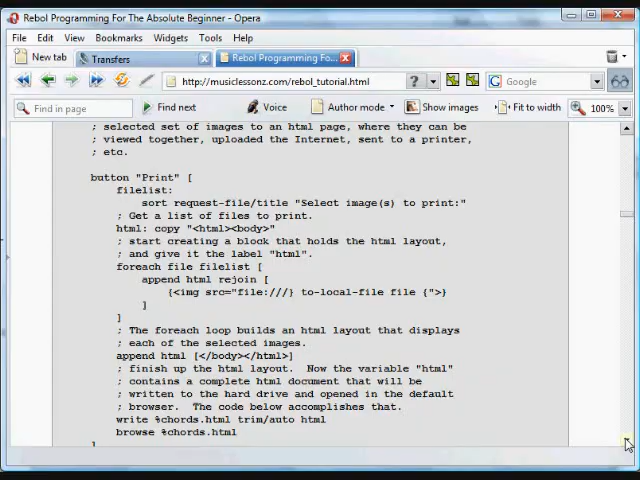 Rebol Programming For The Absolute Beginner - Opera
File Edit View Bookmarks Widgets Tools Help
New tab Transfers Rebol Programming Fo...
http://musiclessonz.com/rebol_tutorial.html ? Google
Find in page Find next Voice Author mode Show images Fit to width 100%
; selected set of images to an html page, where they can be
; viewed together, uploaded the Internet, sent to a printer,
; etc.
button "Print" [
filelist:
sort request-file/title "Select image(s) to print:"
; Get a list of files to print.
html: copy "<html><body>"
; start creating a block that holds the html layout,
; and give it the label "html".
foreach file filelist [
append html rejoin [
{<img src="file:///} to-local-file file {">}
]
]
; The foreach loop builds an html layout that displays
; each of the selected images.
append html [</body></html>]
; finish up the html layout.  Now the variable "html"
; contains a complete html document that will be
; written to the hard drive and opened in the default
; browser.  The code below accomplishes that.
write %chords.html trim/auto html
browse %chords.html
]